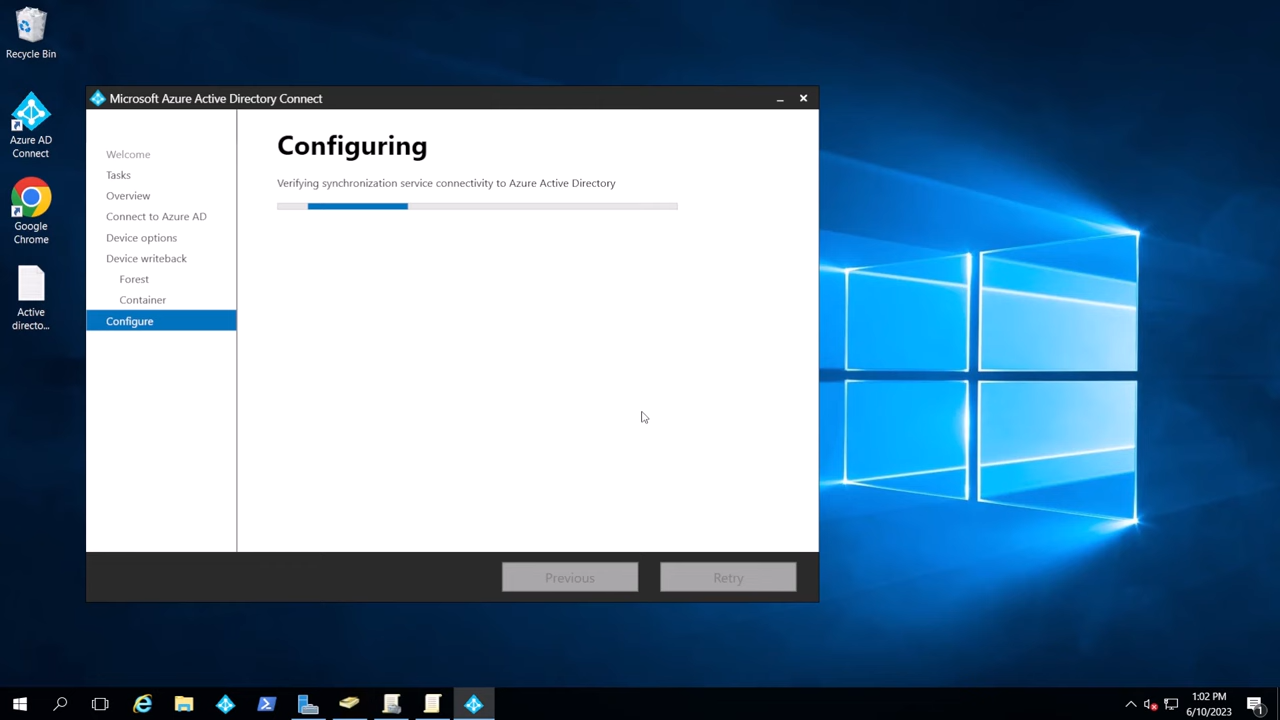 Recycle Bin
Azure AD
Connect
Google
Chrome
Active
directo...
Microsoft Azure Active Directory Connect
Welcome
Tasks
Overview
Connect to Azure AD
Device options
Device writeback
Forest
Container
Configure
Configuring
Verifying synchronization service connectivity to Azure Active Directory
Previous
Retry
1:02 PM
6/10/2023
1